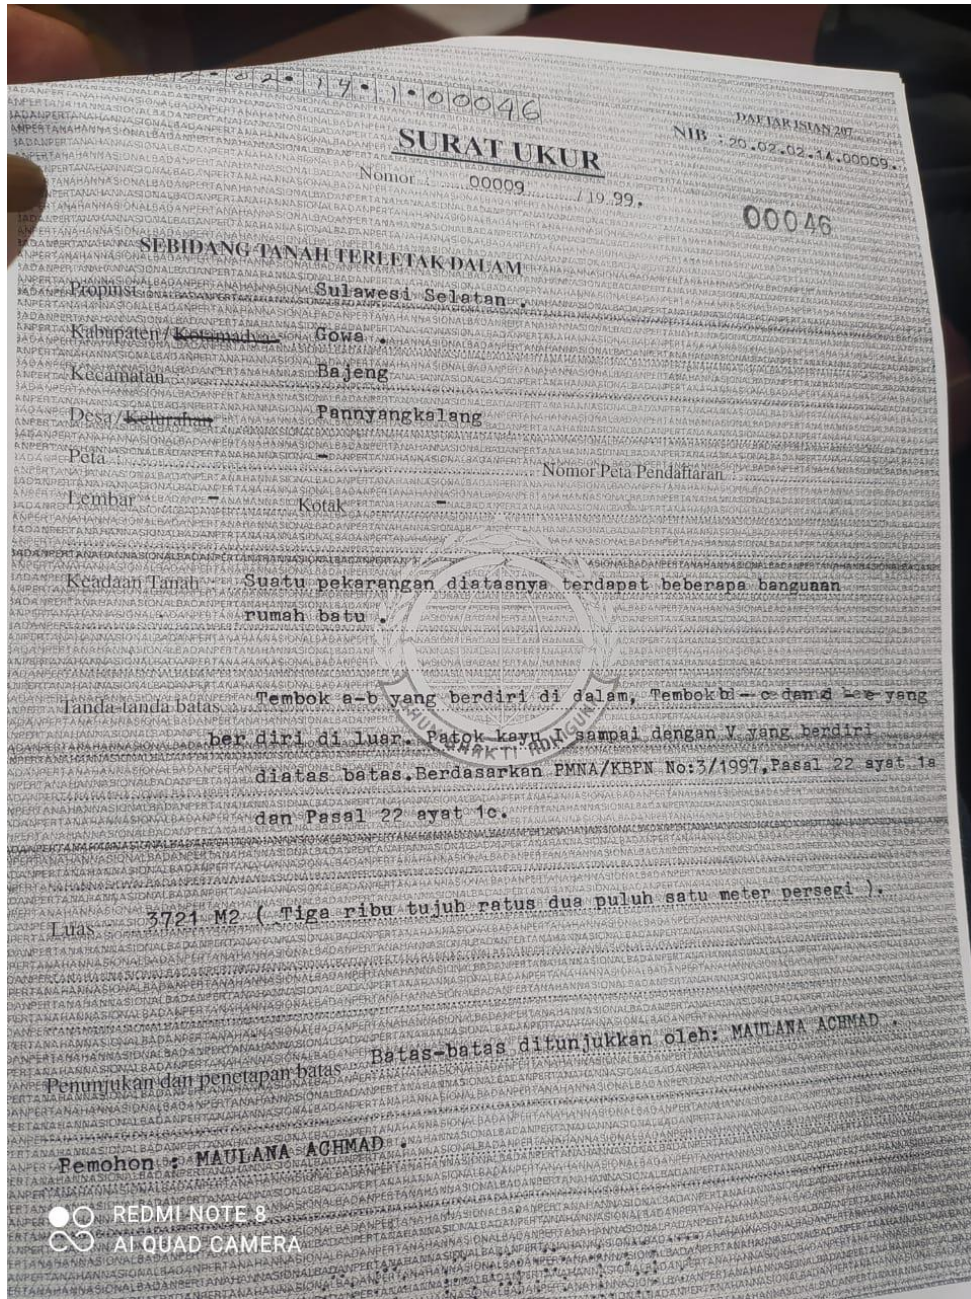 02.14.1.00046
DAFTAR ISIAN 207
SURAT UKUR
NIB : 20.02.02.14.00009.
Nomor : 00009 / 19 99.
00046
SEBIDANG TANAH TERLETAK DALAM
Propinsi : Sulawesi Selatan .
Kabupaten / Kotamadya Gowa .
Kecamatan Bajeng
Desa / Kelurahan Pannyangkalang
Peta : -
Nomor Peta Pendaftaran
Lembar - Kotak -
Keadaan Tanah Suatu pekarangan diatasnya terdapat beberapa bangunan
rumah batu .
Tanda-tanda batas Tembok a-b yang berdiri di dalam, Tembok - c dan d - e yang
ber diri di luar. Patok kayu I sampai dengan V yang berdiri
diatas batas.Berdasarkan PMNA/KBPN No:3/1997,Pasal 22 ayat 1a
dan Pasal 22 ayat 1c.
Luas 3721 M2 ( Tiga ribu tujuh ratus dua puluh satu meter persegi ).
Penunjukan dan penetapan batas Batas-batas ditunjukkan oleh: MAULANA ACHMAD .
Pemohon : MAULANA ACHMAD .
REDMI NOTE 8
AI QUAD CAMERA